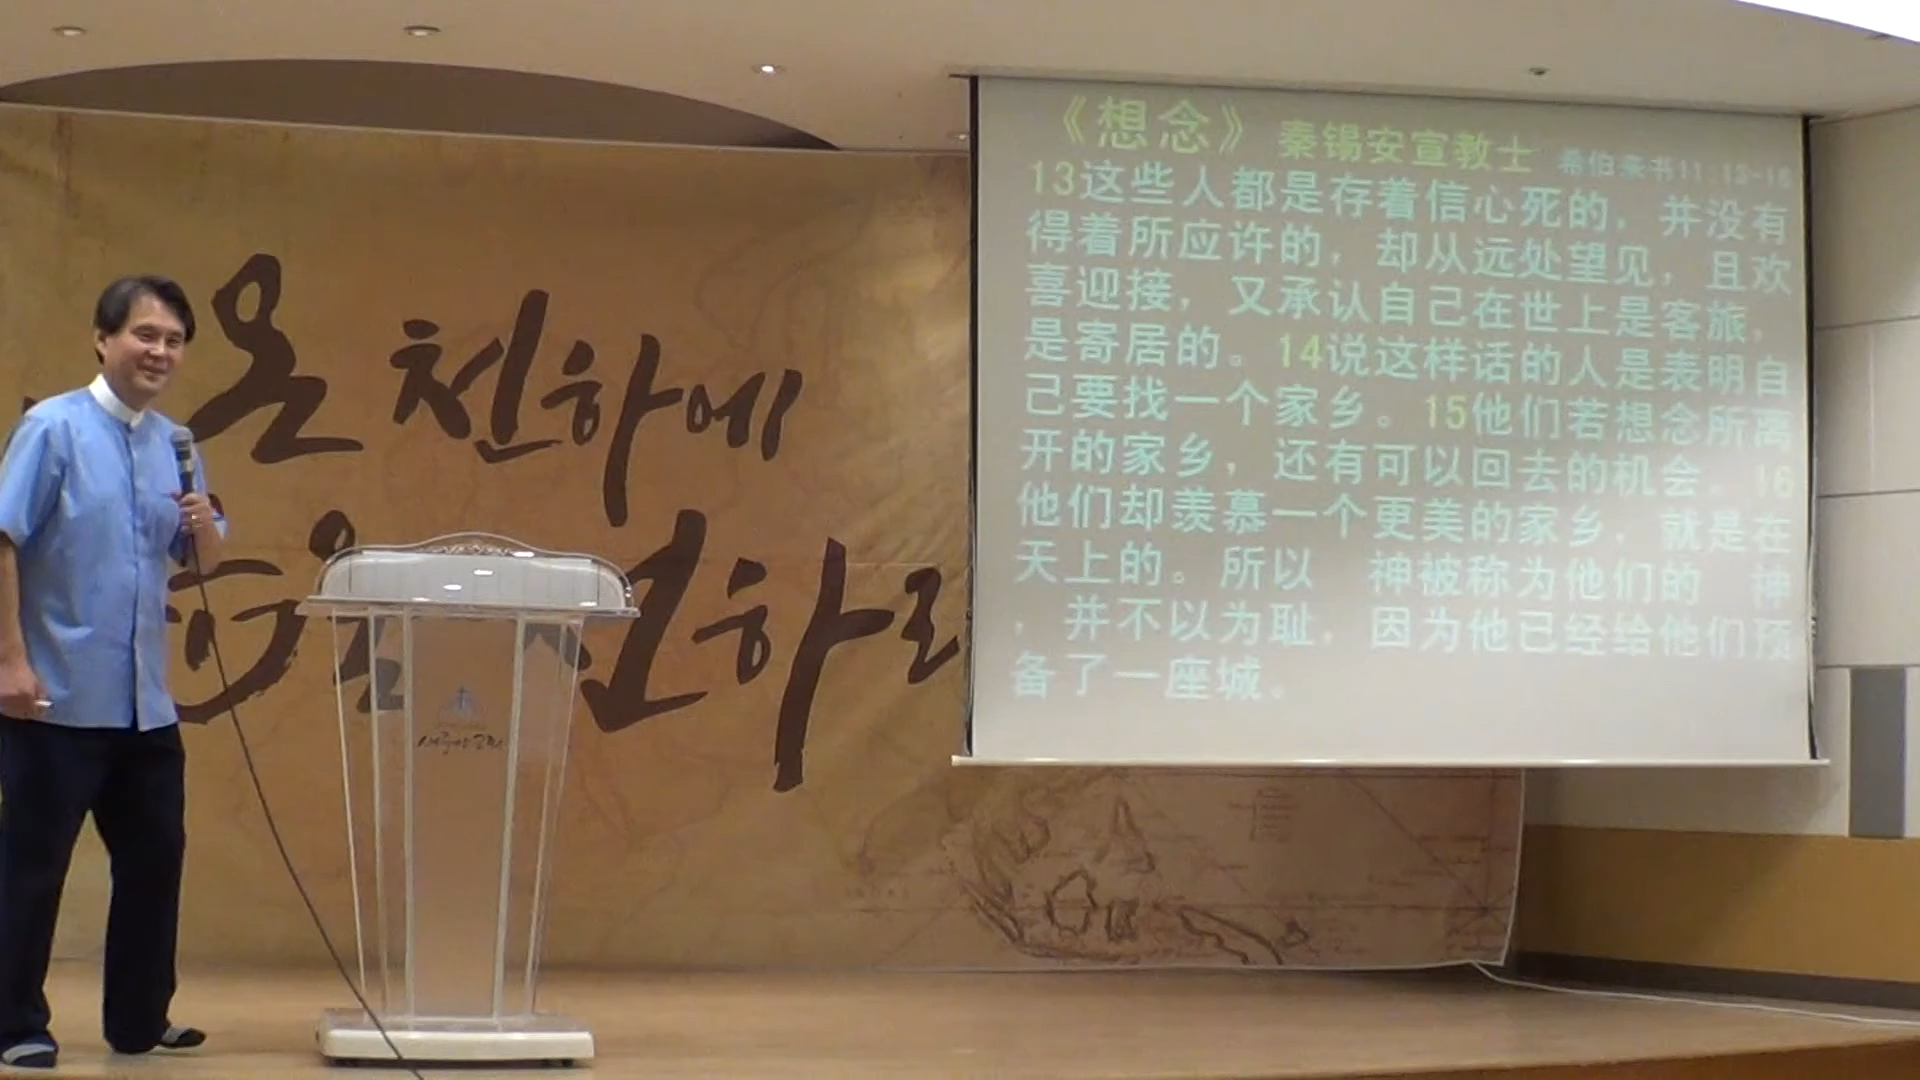 온 천하에
천하로
《想念》 秦锡安宣教士 希伯来书11:13-16
13这些人都是存着信心死的，并没有
得着所应许的，却从远处望见，且欢
喜迎接，又承认自己在世上是客旅，
是寄居的。14说这样话的人是表明自
己要找一个家乡。15他们若想念所离
开的家乡，还有可以回去的机会。16
他们却羡慕一个更美的家乡，就是在
天上的。所以　神被称为他们的　神
，并不以为耻，因为他已经给他们预
备了一座城。